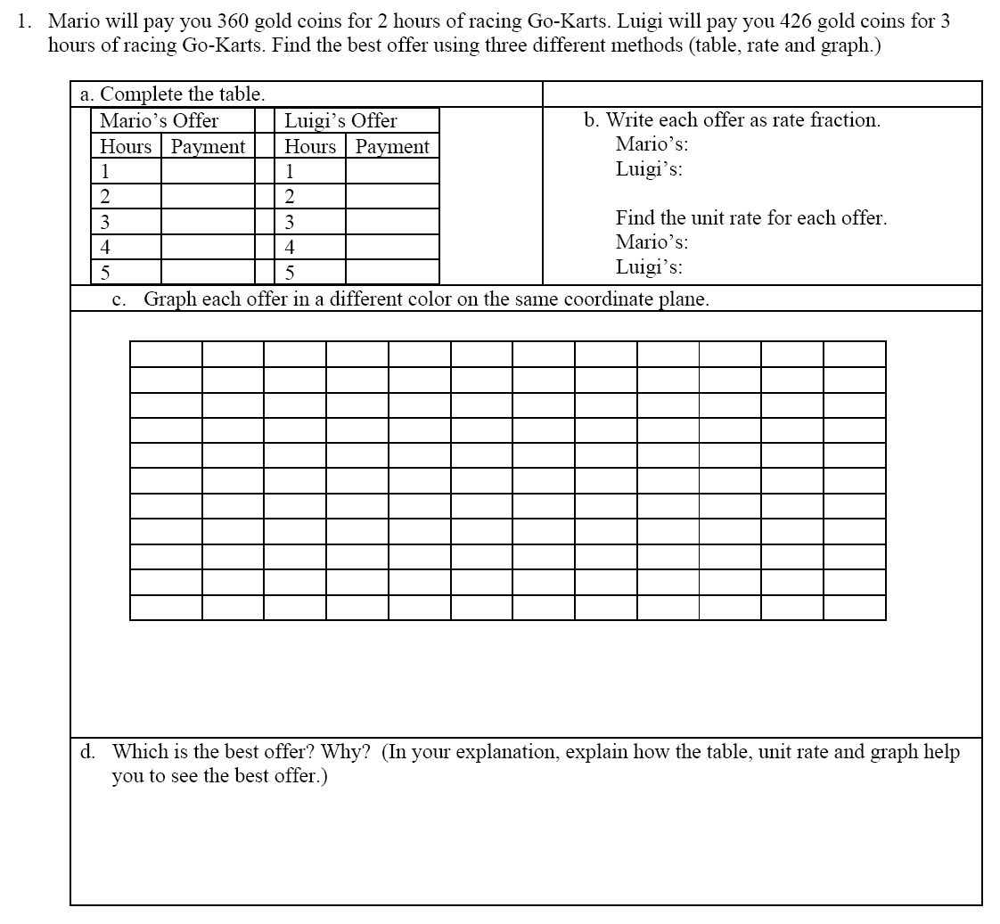 1. Mario will pay you 360 gold coins for 2 hours of racing Go-Karts. Luigi will pay you 426 gold coins for 3
hours of racing Go-Karts. Find the best offer using three different methods (table, rate and graph.)
a. Complete the table.
Mario's Offer Luigi's Offer
Hours Payment Hours Payment
1 1
2 2
3 3
4 4
5 5
b. Write each offer as rate fraction.
Mario's:
Luigi's:
Find the unit rate for each offer.
Mario's:
Luigi's:
c. Graph each offer in a different color on the same coordinate plane.
d. Which is the best offer? Why? (In your explanation, explain how the table, unit rate and graph help
you to see the best offer.)